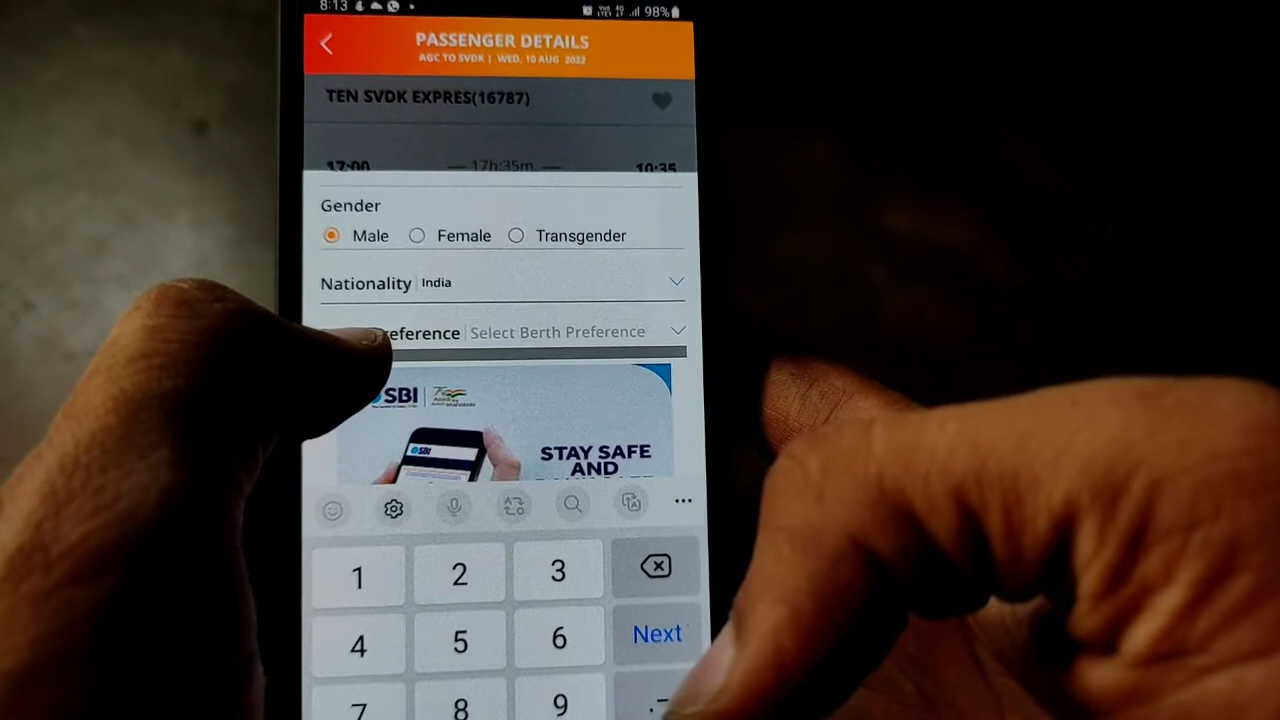 8:13 98%
PASSENGER DETAILS
AGC TO SVDK | WED, 10 AUG 2022
TEN SVDK EXPRES(16787)
17:00 — 17h:35m — 10:35
Gender
Male Female Transgender
Nationality India
eference Select Berth Preference
SBI
SBI
STAY SAFE
AND
1 2 3
4 5 6 Next
7 8 9 .-